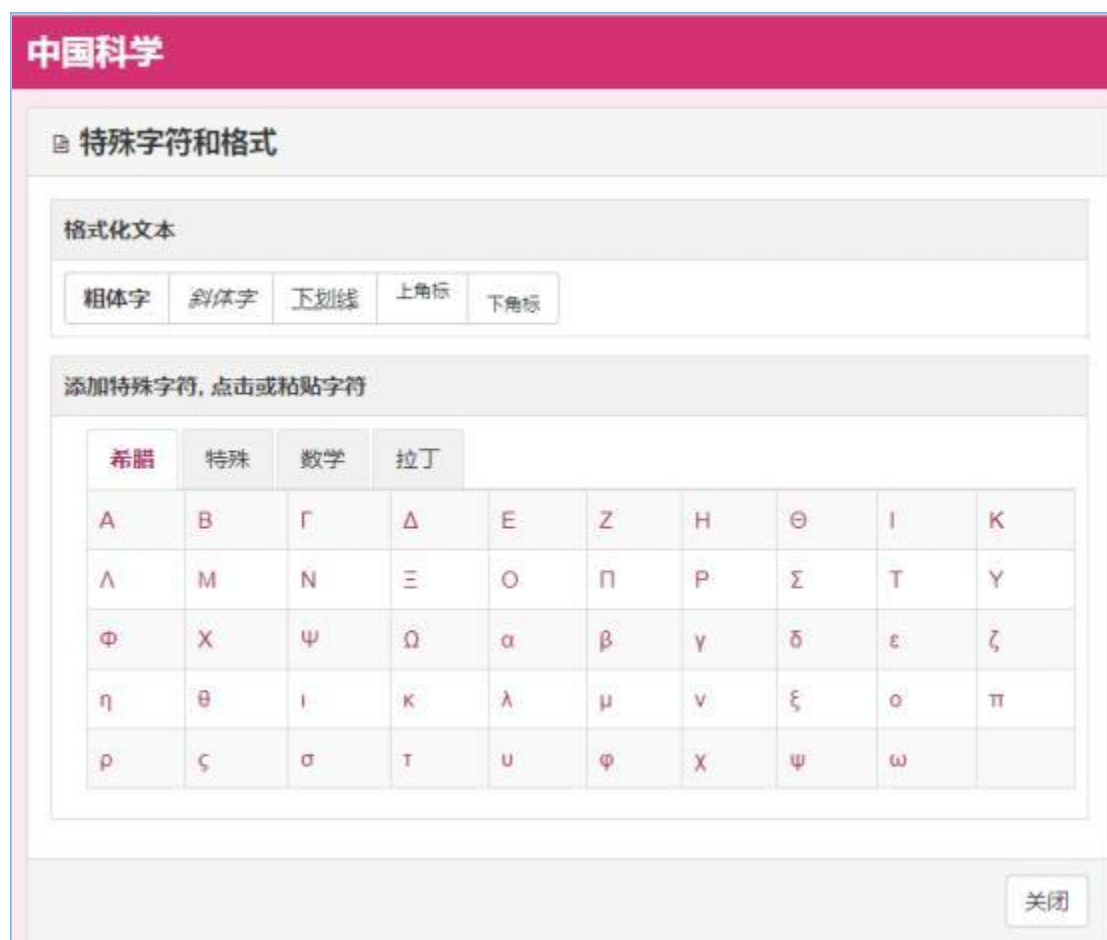 中国科学
特殊字符和格式
格式化文本
粗体字 斜体字 下划线 上角标 下角标
添加特殊字符, 点击或粘贴字符
希腊 特殊 数学 拉丁
Α Β Γ Δ Ε Ζ Η Θ Ι Κ
Λ Μ Ν Ξ Ο Π Ρ Σ Τ Υ
Φ Χ Ψ Ω α β γ δ ε ζ
η θ ι κ λ μ ν ξ ο π
ρ ς σ τ υ φ χ ψ ω
关闭